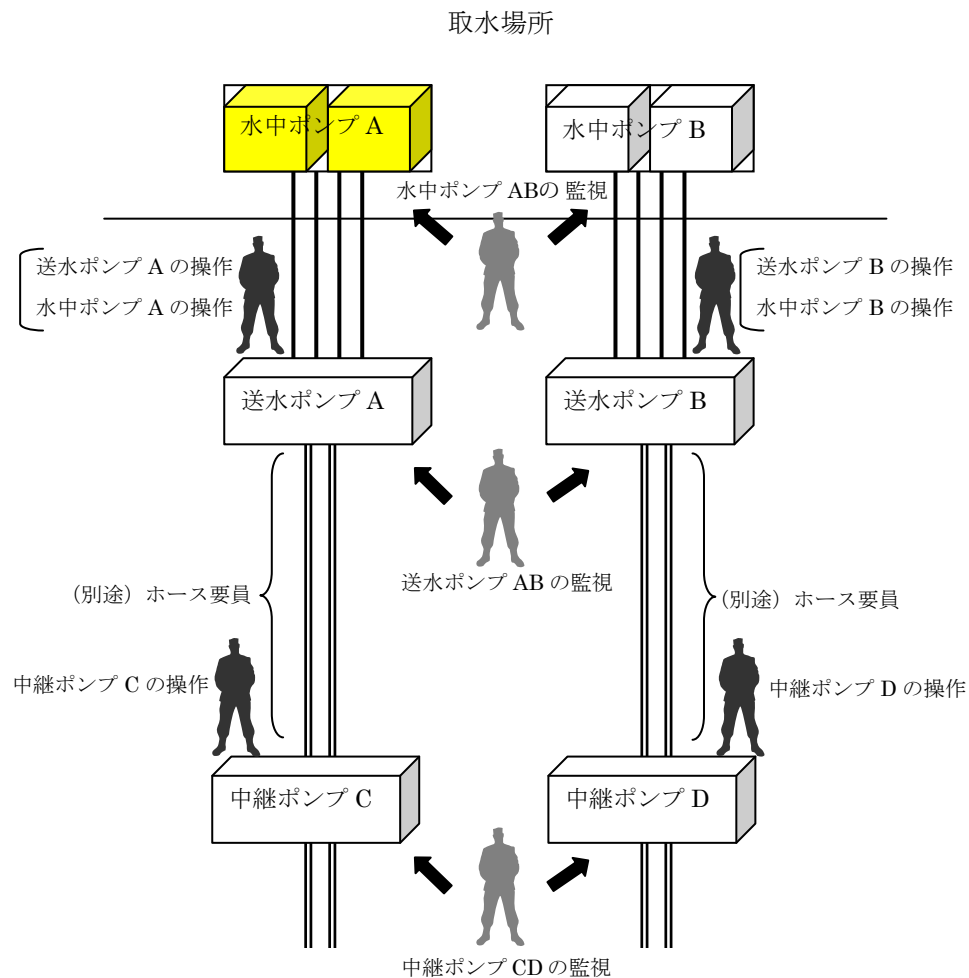 取水場所
水中ポンプ A
水中ポンプ B
水中ポンプ ABの 監視
送水ポンプ A の操作
水中ポンプ A の操作
送水ポンプ B の操作
水中ポンプ B の操作
送水ポンプ A
送水ポンプ B
送水ポンプ AB の監視
(別途)ホース要員
(別途)ホース要員
中継ポンプ C の操作
中継ポンプ D の操作
中継ポンプ C
中継ポンプ D
中継ポンプ CD の監視